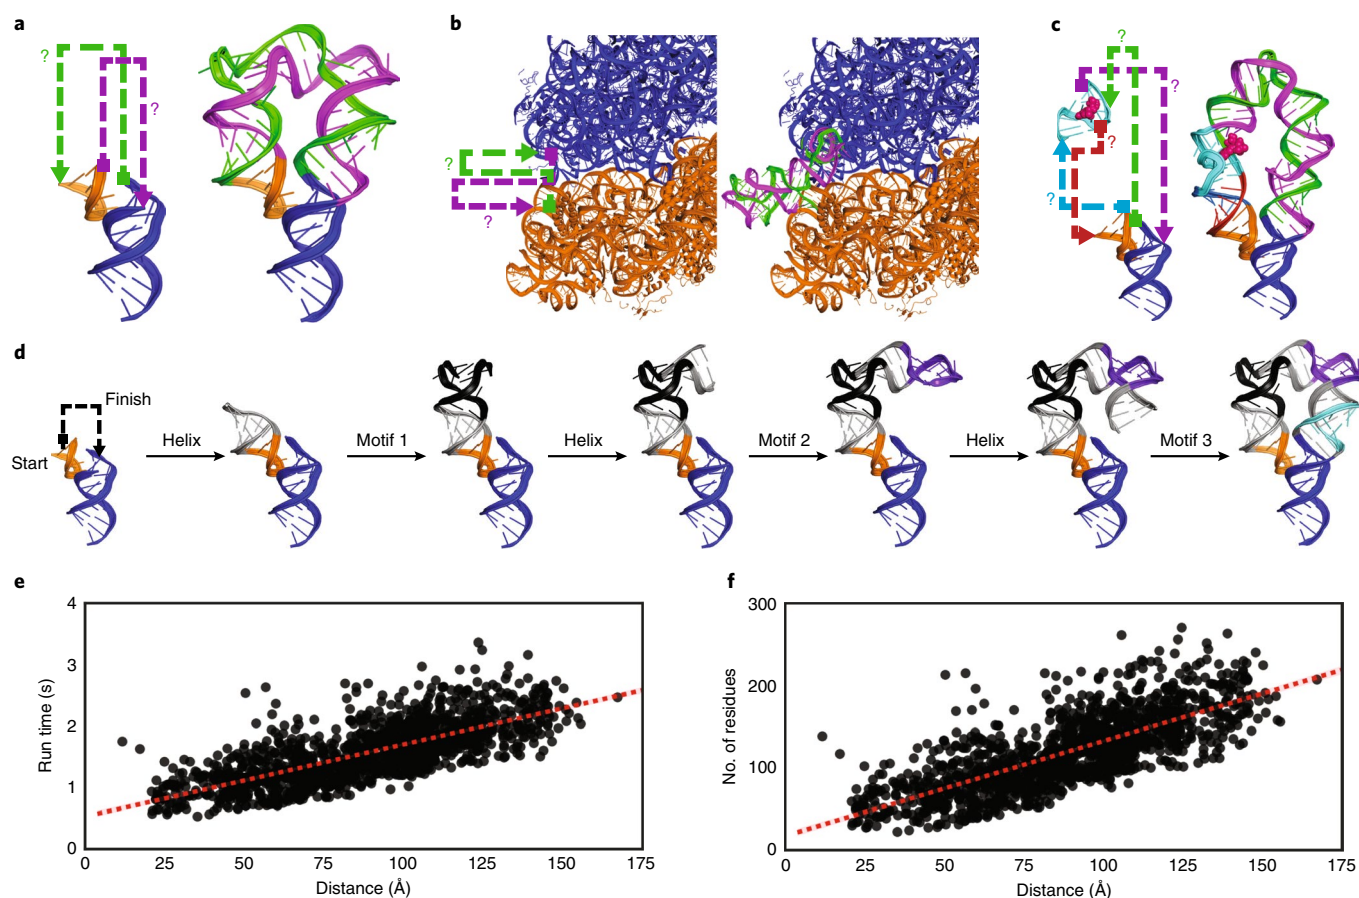 a
b
c
?
?
?
?
?
?
?
?
d
Start
Finish
Helix
Motif 1
Helix
Motif 2
Helix
Motif 3
e
4
3
2
1
0
Run time (s)
0 25 50 75 100 125 150 175
Distance (Å)
f
300
200
100
0
No. of residues
0 25 50 75 100 125 150 175
Distance (Å)